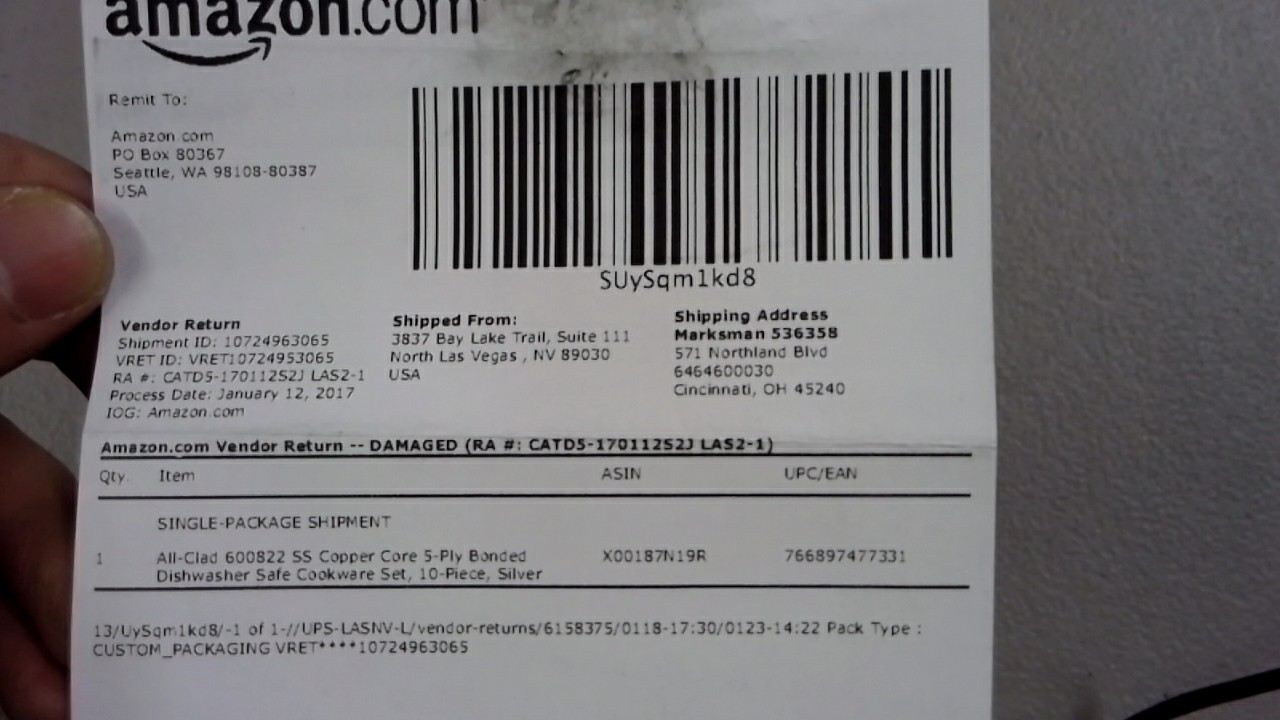 amazon.com
Remit To:
Amazon.com
PO Box 80367
Seattle, WA 98108-80387
USA
SUySqm1kd8
Vendor Return
Shipment ID: 10724963065
VRET ID: VRET10724953065
RA #: CATD5-170112S2J LAS2-1
Process Date: January 12, 2017
IOG: Amazon.com
Shipped From:
3837 Bay Lake Trail, Suite 111
North Las Vegas , NV 89030
USA
Shipping Address
Marksman 536358
571 Northland Blvd
6464600030
Cincinnati, OH 45240
Amazon.com Vendor Return -- DAMAGED (RA #: CATD5-170112S2J LAS2-1)
Qty Item ASIN UPC/EAN
SINGLE-PACKAGE SHIPMENT
1 All-Clad 600822 SS Copper Core 5-Ply Bonded X00187N19R 766897477331
Dishwasher Safe Cookware Set, 10-Piece, Silver
13/UySqm1kd8/-1 of 1-//UPS-LASNV-L/vendor-returns/6158375/0118-17:30/0123-14:22 Pack Type :
CUSTOM_PACKAGING VRET****10724963065